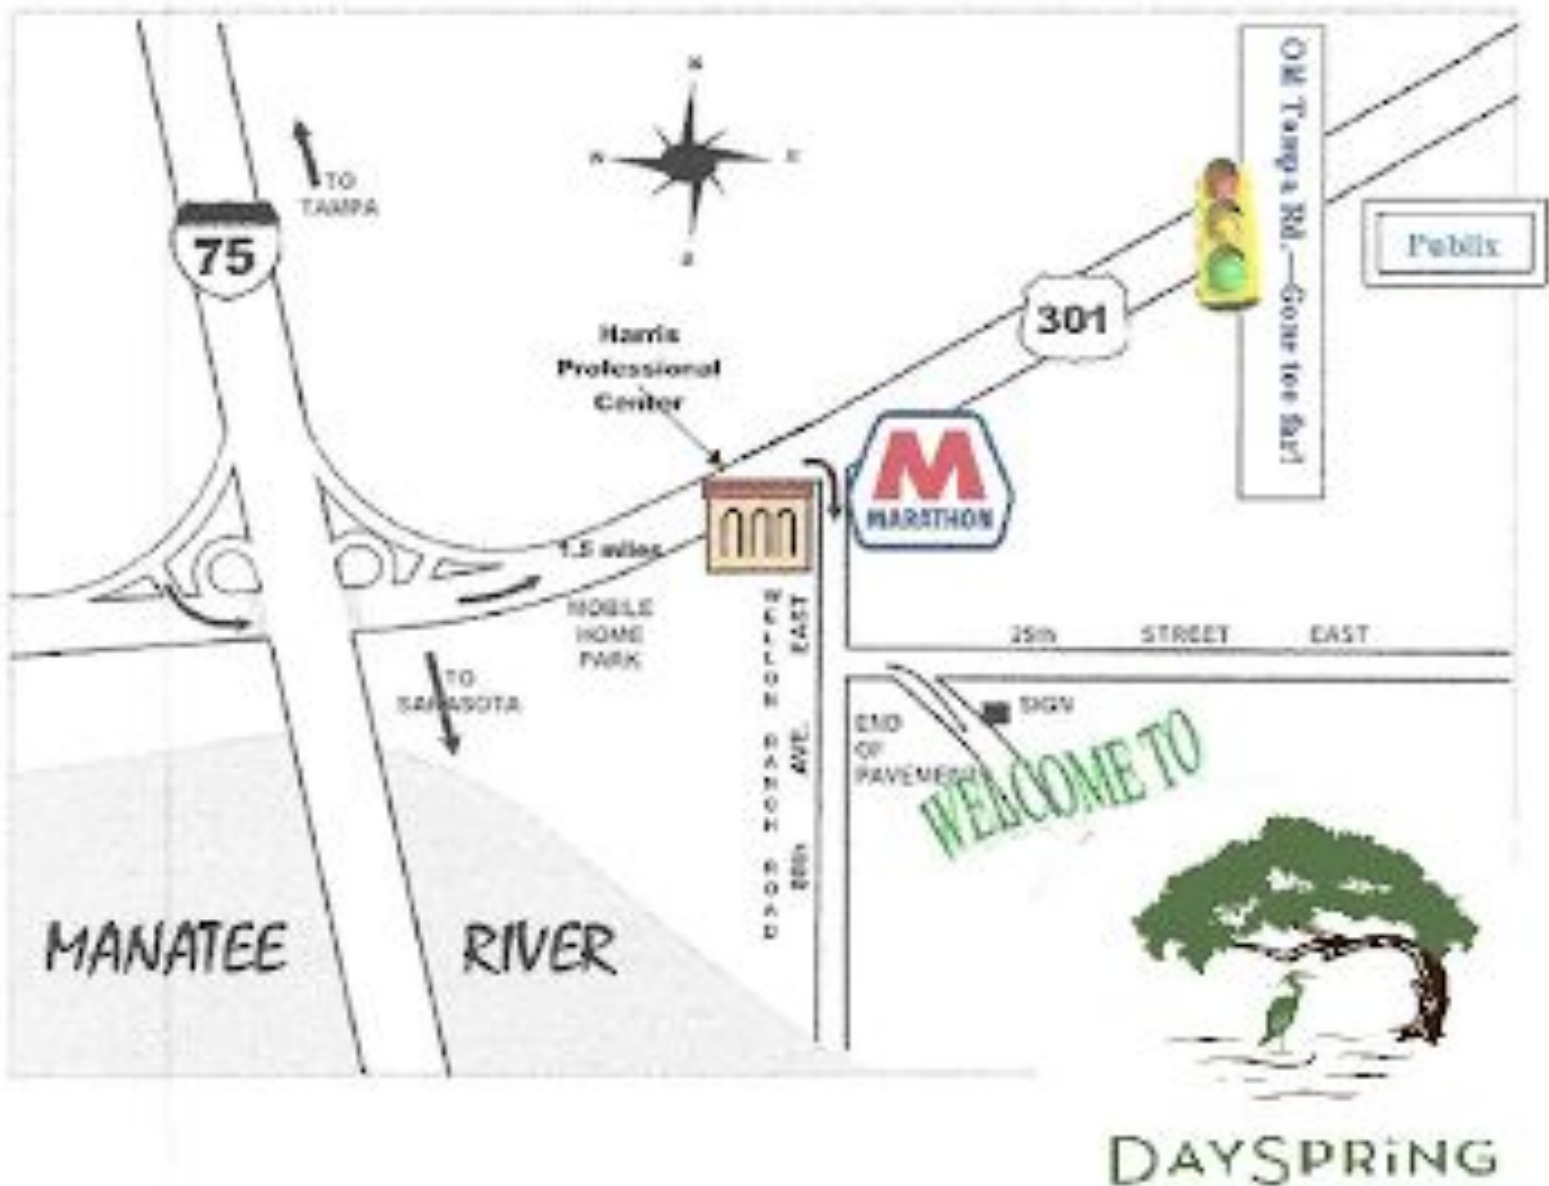 N
W E
S
TO
TAMPA
75
301
Old Tampa Rd.—Gone too far!
Publix
Harris
Professional
Center
M
MARATHON
1.5 miles
MOBILE
HOME
PARK
TO
SARASOTA
25th STREET EAST
RANCH ROAD
AVE. EAST
SIGN
END
OF
PAVEMENT
WELCOME TO
MANATEE RIVER
DAYSPRiNG